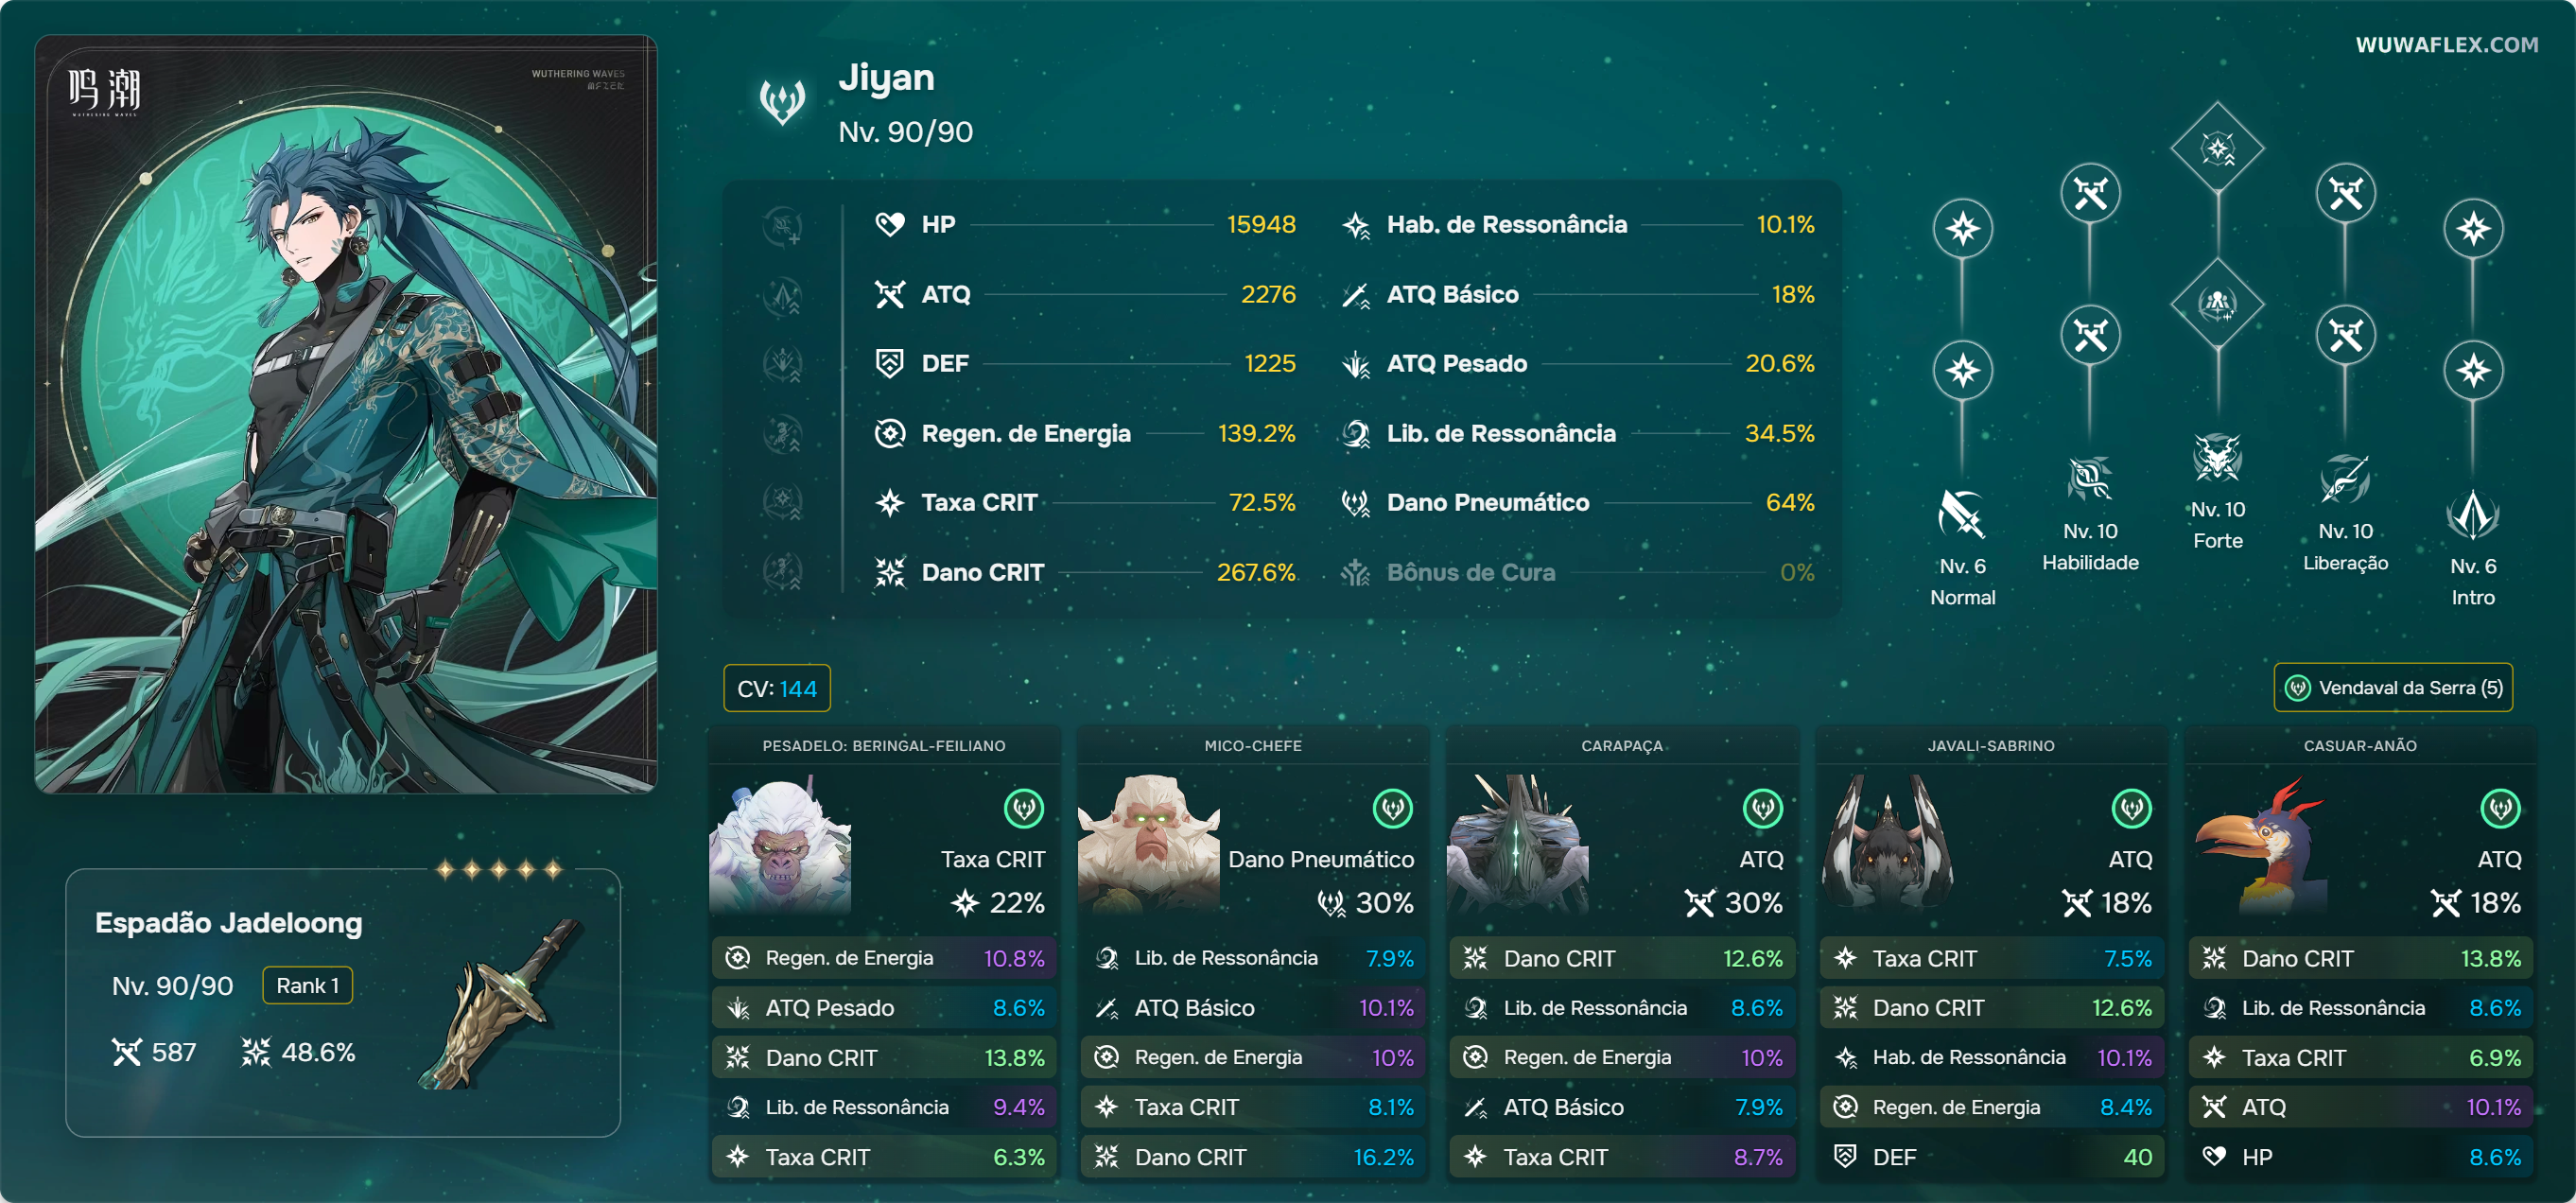 鸣潮
WUTHERING WAVES
WUTHERING WAVES
WUWAFLEX.COM
Jiyan
Nv. 90/90
HP 15948
ATQ 2276
DEF 1225
Regen. de Energia 139.2%
Taxa CRIT 72.5%
Dano CRIT 267.6%
Hab. de Ressonância 10.1%
ATQ Básico 18%
ATQ Pesado 20.6%
Lib. de Ressonância 34.5%
Dano Pneumático 64%
Bônus de Cura 0%
Nv. 6
Normal
Nv. 10
Habilidade
Nv. 10
Forte
Nv. 10
Liberação
Nv. 6
Intro
CV: 144
Vendaval da Serra (5)
Espadão Jadeloong
Nv. 90/90 Rank 1
587 48.6%
PESADELO: BERINGAL-FEILIANO
Taxa CRIT
22%
Regen. de Energia 10.8%
ATQ Pesado 8.6%
Dano CRIT 13.8%
Lib. de Ressonância 9.4%
Taxa CRIT 6.3%
MICO-CHEFE
Dano Pneumático
30%
Lib. de Ressonância 7.9%
ATQ Básico 10.1%
Regen. de Energia 10%
Taxa CRIT 8.1%
Dano CRIT 16.2%
CARAPAÇA
ATQ
30%
Dano CRIT 12.6%
Lib. de Ressonância 8.6%
Regen. de Energia 10%
ATQ Básico 7.9%
Taxa CRIT 8.7%
JAVALI-SABRINO
ATQ
18%
Taxa CRIT 7.5%
Dano CRIT 12.6%
Hab. de Ressonância 10.1%
Regen. de Energia 8.4%
DEF 40
CASUAR-ANÃO
ATQ
18%
Dano CRIT 13.8%
Lib. de Ressonância 8.6%
Taxa CRIT 6.9%
ATQ 10.1%
HP 8.6%